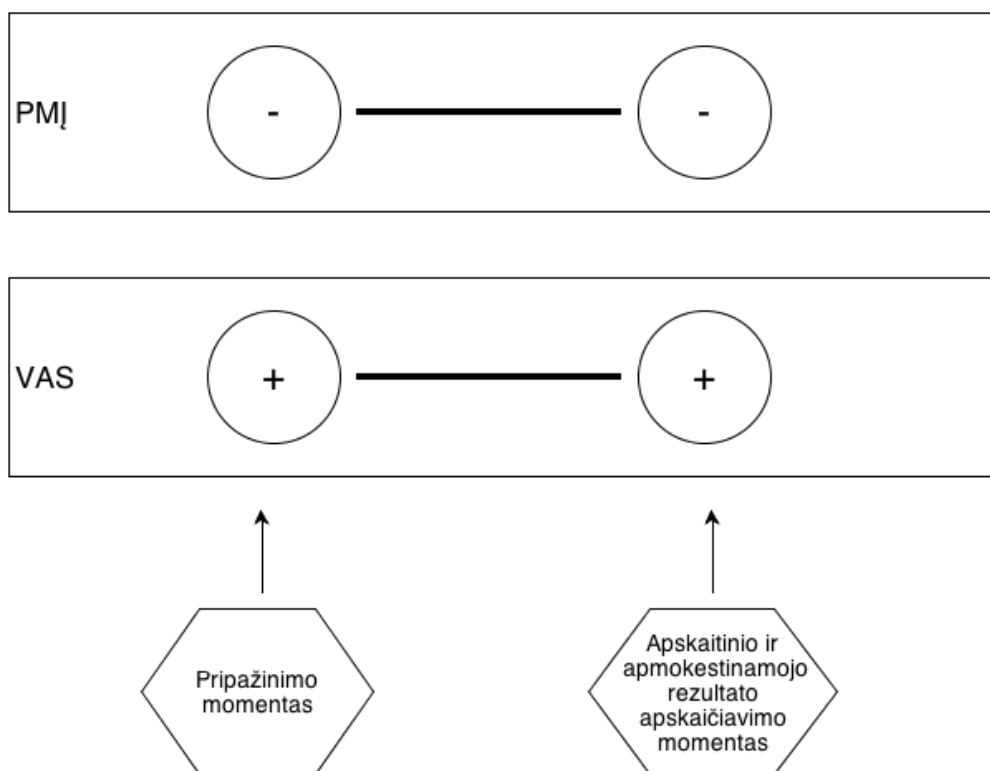 PMĮ
-
-
VAS
+
+
Pripažinimo
momentas
Apskaitinio ir
apmokestinamojo
rezultato
apskaičiavimo
momentas